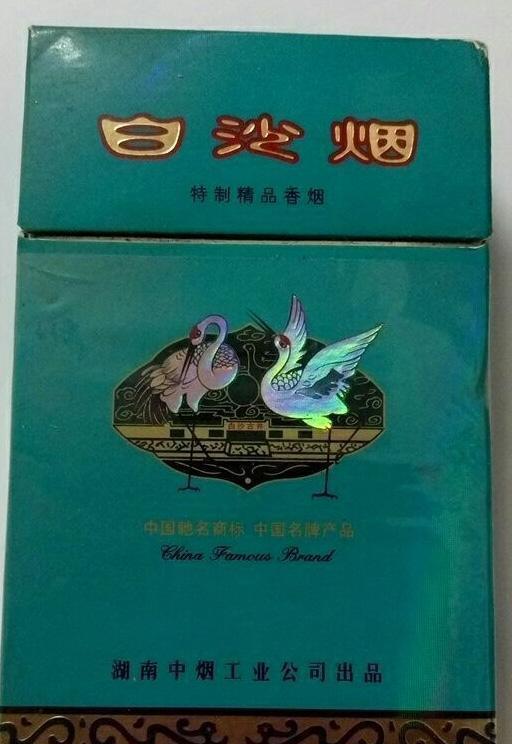 白沙烟
特制精品香烟
白沙古井
中国驰名商标 中国名牌产品
China Famous Brand
湖南中烟工业公司出品